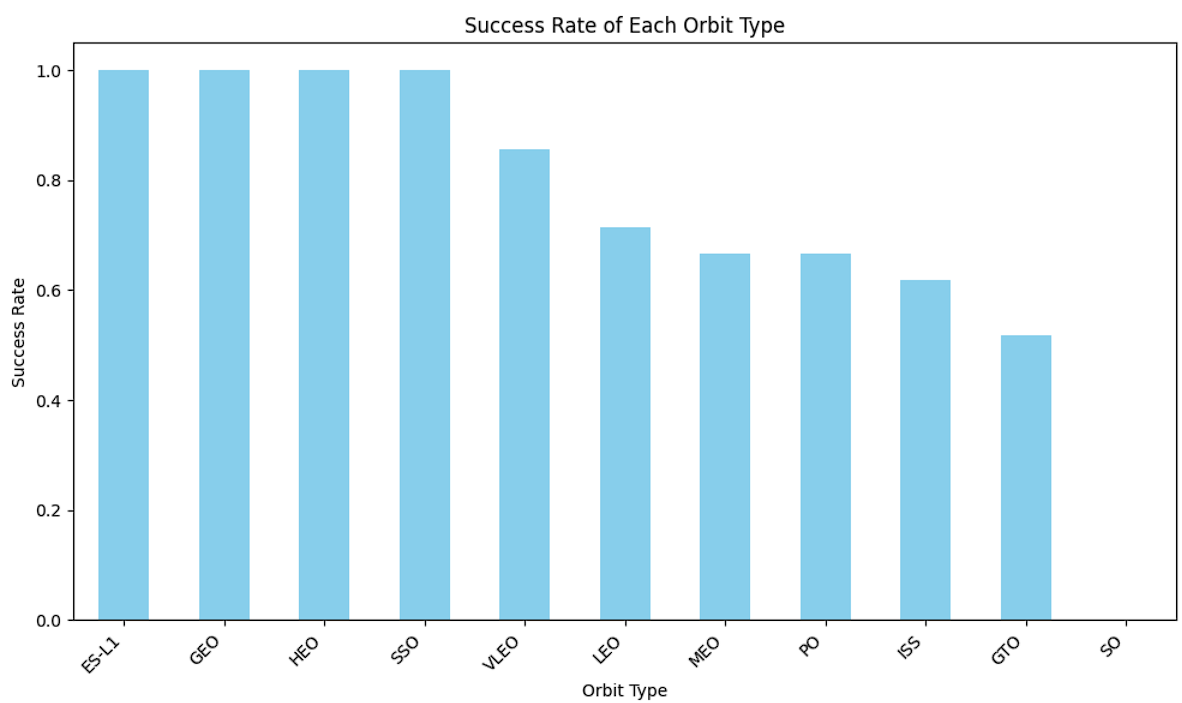 Success Rate of Each Orbit Type
Success Rate
1.0
0.8
0.6
0.4
0.2
0.0
ES-L1
GEO
HEO
SSO
VLEO
LEO
MEO
PO
ISS
GTO
SO
Orbit Type